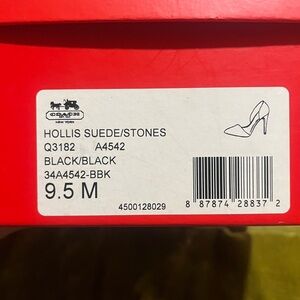 COACH
NEW YORK
HOLLIS SUEDE/STONES
Q3182 A4542
BLACK/BLACK
34A4542-BBK
9.5 M
4500128029
8 87874 28837 2